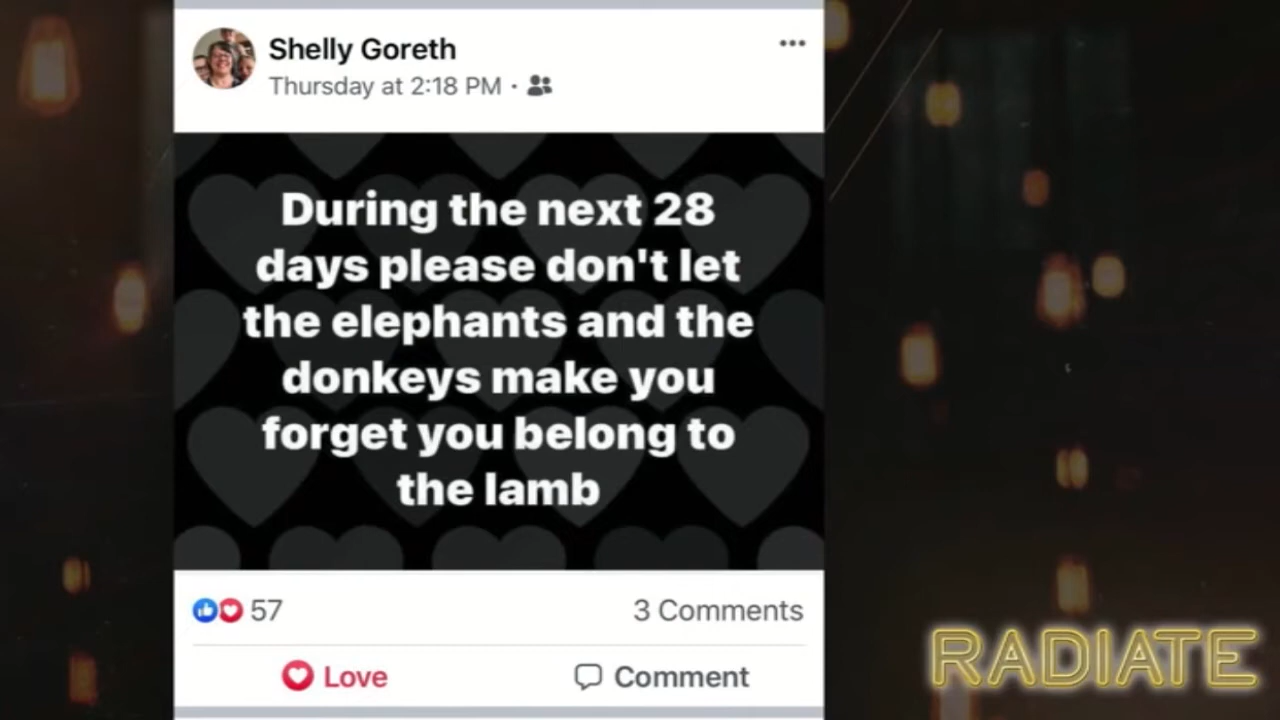 Shelly Goreth
Thursday at 2:18 PM ·
During the next 28
days please don't let
the elephants and the
donkeys make you
forget you belong to
the lamb
57
3 Comments
Love
Comment
RADIATE